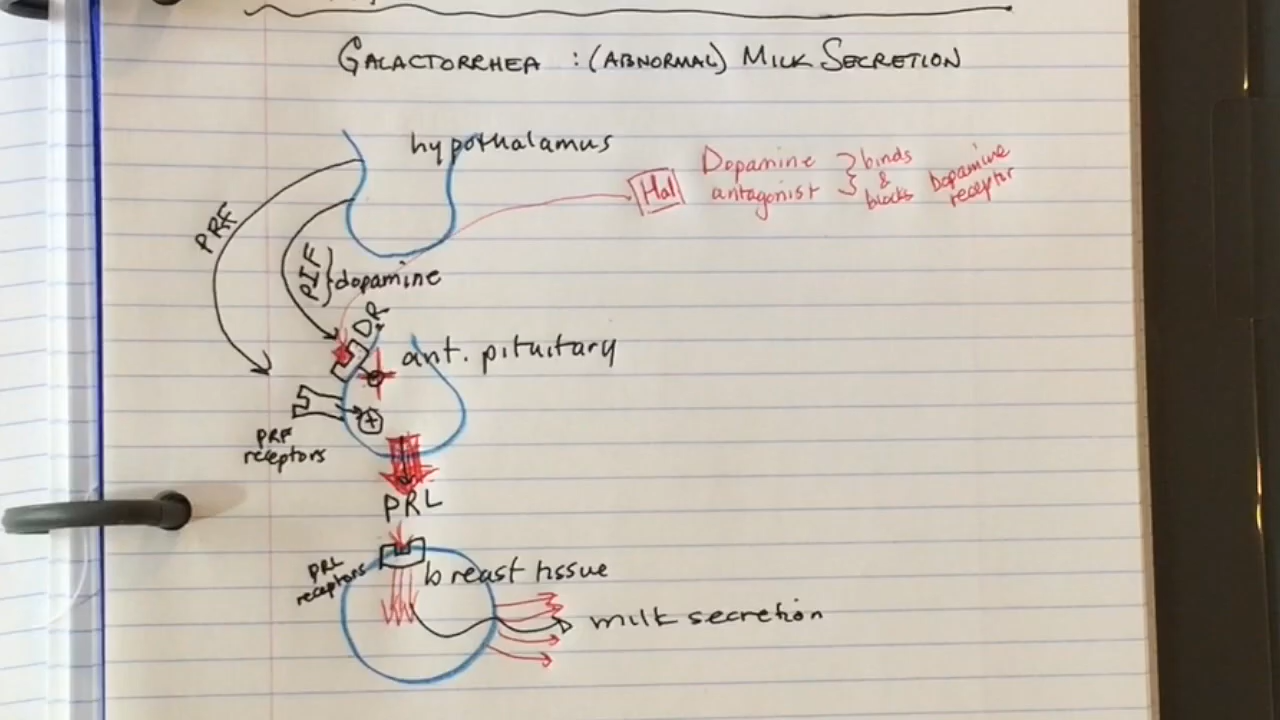 GALACTORRHEA : (ABNORMAL) MILK SECRETION
hypothalamus
Hal
Dopamine
antagonist
binds
&
blocks
Dopamine
receptor
PRF
PIF
dopamine
DR
ant. pituitary
+
PRF
receptors
PRL
PRL
receptors
breast tissue
milk secretion